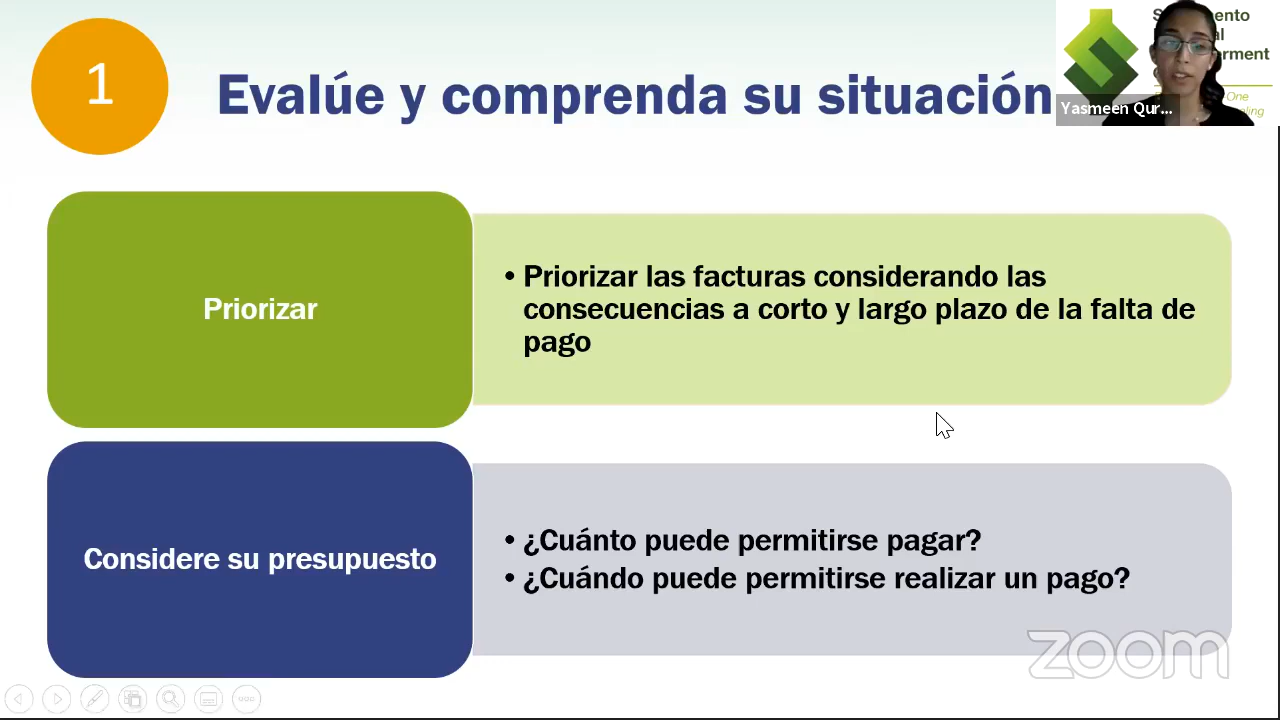 1
Evalúe y comprenda su situación
Yasmeen Qur...
Priorizar
• Priorizar las facturas considerando las
consecuencias a corto y largo plazo de la falta de
pago
Considere su presupuesto
• ¿Cuánto puede permitirse pagar?
• ¿Cuándo puede permitirse realizar un pago?
zoom